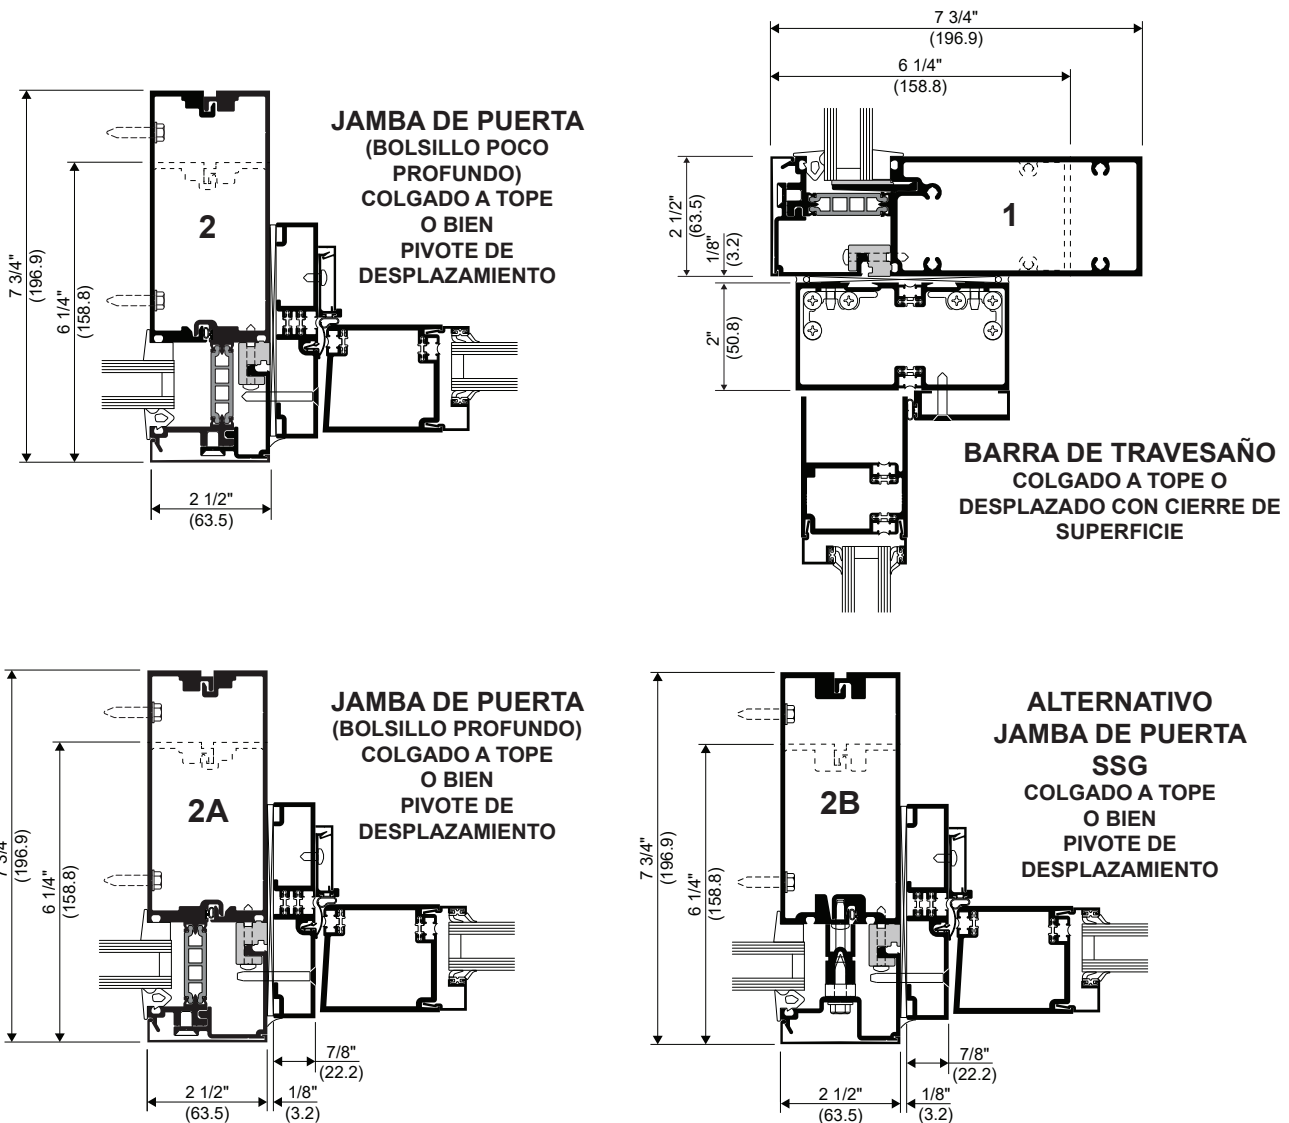 7 3/4"
(196.9)
6 1/4"
(158.8)
2
2 1/2"
(63.5)
JAMBA DE PUERTA
(BOLSILLO POCO
PROFUNDO)
COLGADO A TOPE
O BIEN
PIVOTE DE
DESPLAZAMIENTO
7 3/4"
(196.9)
6 1/4"
(158.8)
2 1/2"
(63.5)
1/8"
(3.2)
2"
(50.8)
1
BARRA DE TRAVESAÑO
COLGADO A TOPE O
DESPLAZADO CON CIERRE DE
SUPERFICIE
(196.9)
6 1/4"
(158.8)
2A
2 1/2"
(63.5)
1/8"
(3.2)
7/8"
(22.2)
JAMBA DE PUERTA
(BOLSILLO PROFUNDO)
COLGADO A TOPE
O BIEN
PIVOTE DE
DESPLAZAMIENTO
7 3/4"
(196.9)
6 1/4"
(158.8)
2B
2 1/2"
(63.5)
1/8"
(3.2)
7/8"
(22.2)
ALTERNATIVO
JAMBA DE PUERTA
SSG
COLGADO A TOPE
O BIEN
PIVOTE DE
DESPLAZAMIENTO